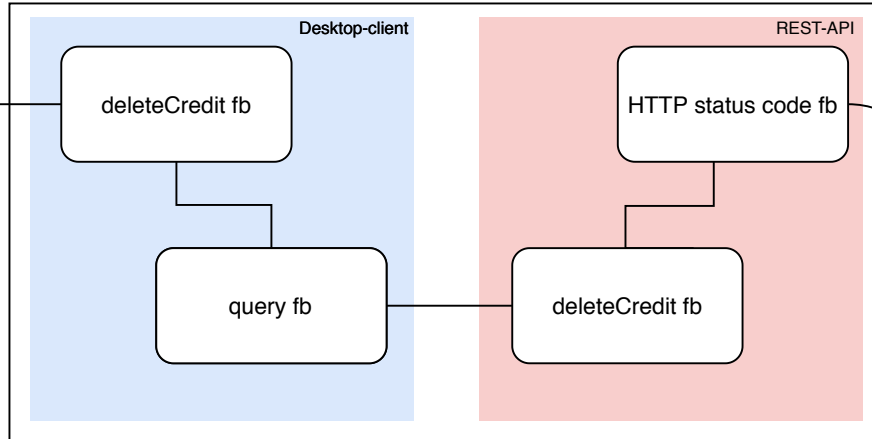 Desktop-client
REST-API
deleteCredit fb
HTTP status code fb
query fb
deleteCredit fb